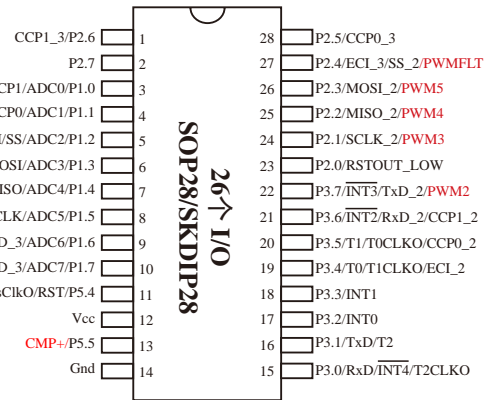 CCP1_3/P2.6 1
P2.7 2
CP1/ADC0/P1.0 3
CP0/ADC1/P1.1 4
I/SS/ADC2/P1.2 5
OSI/ADC3/P1.3 6
ISO/ADC4/P1.4 7
CLK/ADC5/P1.5 8
D_3/ADC6/P1.6 9
D_3/ADC7/P1.7 10
sClkO/RST/P5.4 11
Vcc 12
CMP+/P5.5 13
Gnd 14
26个 I/O
SOP28/SKDIP28
28 P2.5/CCP0_3
27 P2.4/ECI_3/SS_2/PWMFLT
26 P2.3/MOSI_2/PWM5
25 P2.2/MISO_2/PWM4
24 P2.1/SCLK_2/PWM3
23 P2.0/RSTOUT_LOW
22 P3.7/INT3/TxD_2/PWM2
21 P3.6/INT2/RxD_2/CCP1_2
20 P3.5/T1/T0CLKO/CCP0_2
19 P3.4/T0/T1CLKO/ECI_2
18 P3.3/INT1
17 P3.2/INT0
16 P3.1/TxD/T2
15 P3.0/RxD/INT4/T2CLKO